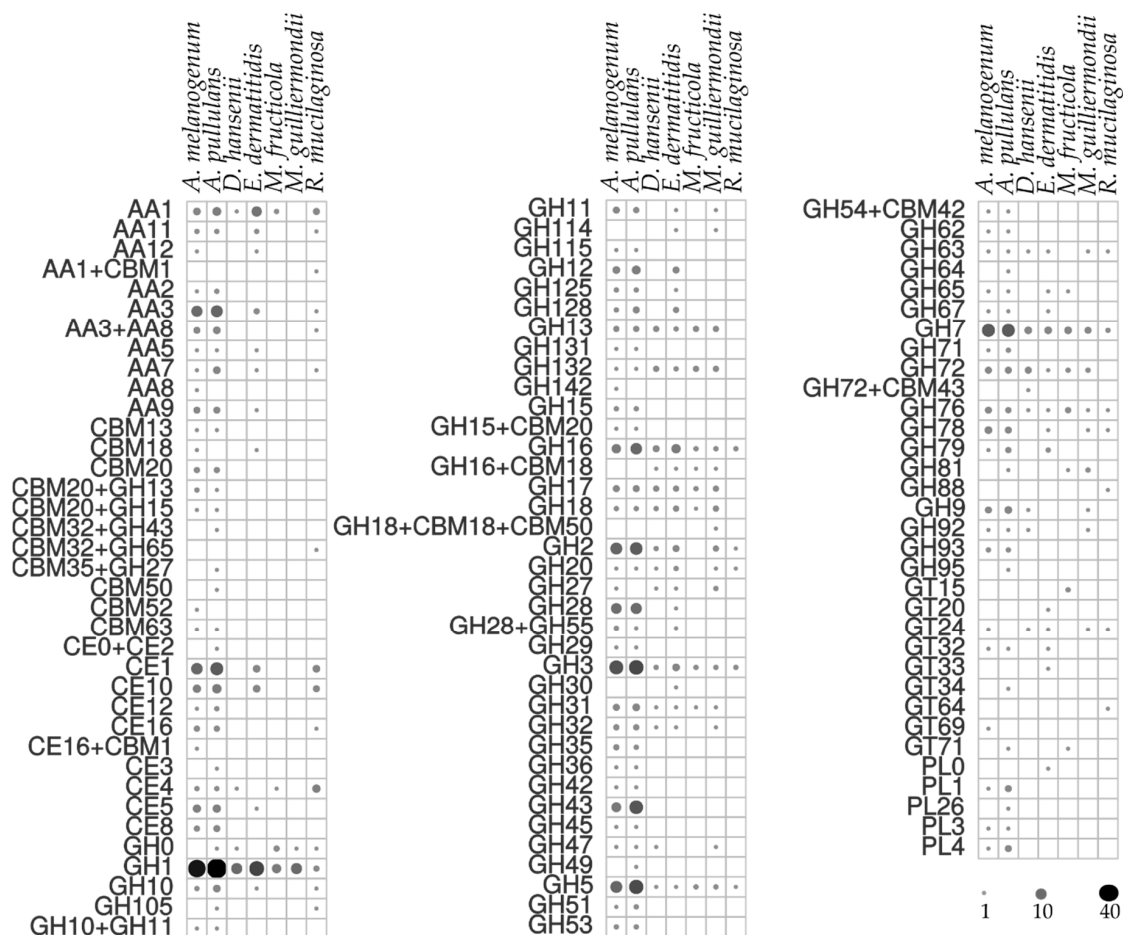 A. melanogenum
A. pullulans
D. hansenii
E. dermatitidis
M. fructicola
M. guilliermondii
R. mucilaginosa
AA1
AA11
AA12
AA1+CBM1
AA2
AA3
AA3+AA8
AA5
AA7
AA8
AA9
CBM13
CBM18
CBM20
CBM20+GH13
CBM20+GH15
CBM32+GH43
CBM32+GH65
CBM35+GH27
CBM50
CBM52
CBM63
CE0+CE2
CE1
CE10
CE12
CE16
CE16+CBM1
CE3
CE4
CE5
CE8
GH0
GH1
GH10
GH105
GH10+GH11
A. melanogenum
A. pullulans
D. hansenii
E. dermatitidis
M. fructicola
M. guilliermondii
R. mucilaginosa
GH11
GH114
GH115
GH12
GH125
GH128
GH13
GH131
GH132
GH142
GH15
GH15+CBM20
GH16
GH16+CBM18
GH17
GH18
GH18+CBM18+CBM50
GH2
GH20
GH27
GH28
GH28+GH55
GH29
GH3
GH30
GH31
GH32
GH35
GH36
GH42
GH43
GH45
GH47
GH49
GH5
GH51
GH53
A. melanogenum
A. pullulans
D. hansenii
E. dermatitidis
M. fructicola
M. guilliermondii
R. mucilaginosa
GH54+CBM42
GH62
GH63
GH64
GH65
GH67
GH7
GH71
GH72
GH72+CBM43
GH76
GH78
GH79
GH81
GH88
GH9
GH92
GH93
GH95
GT15
GT20
GT24
GT32
GT33
GT34
GT64
GT69
GT71
PL0
PL1
PL26
PL3
PL4
1 10 40